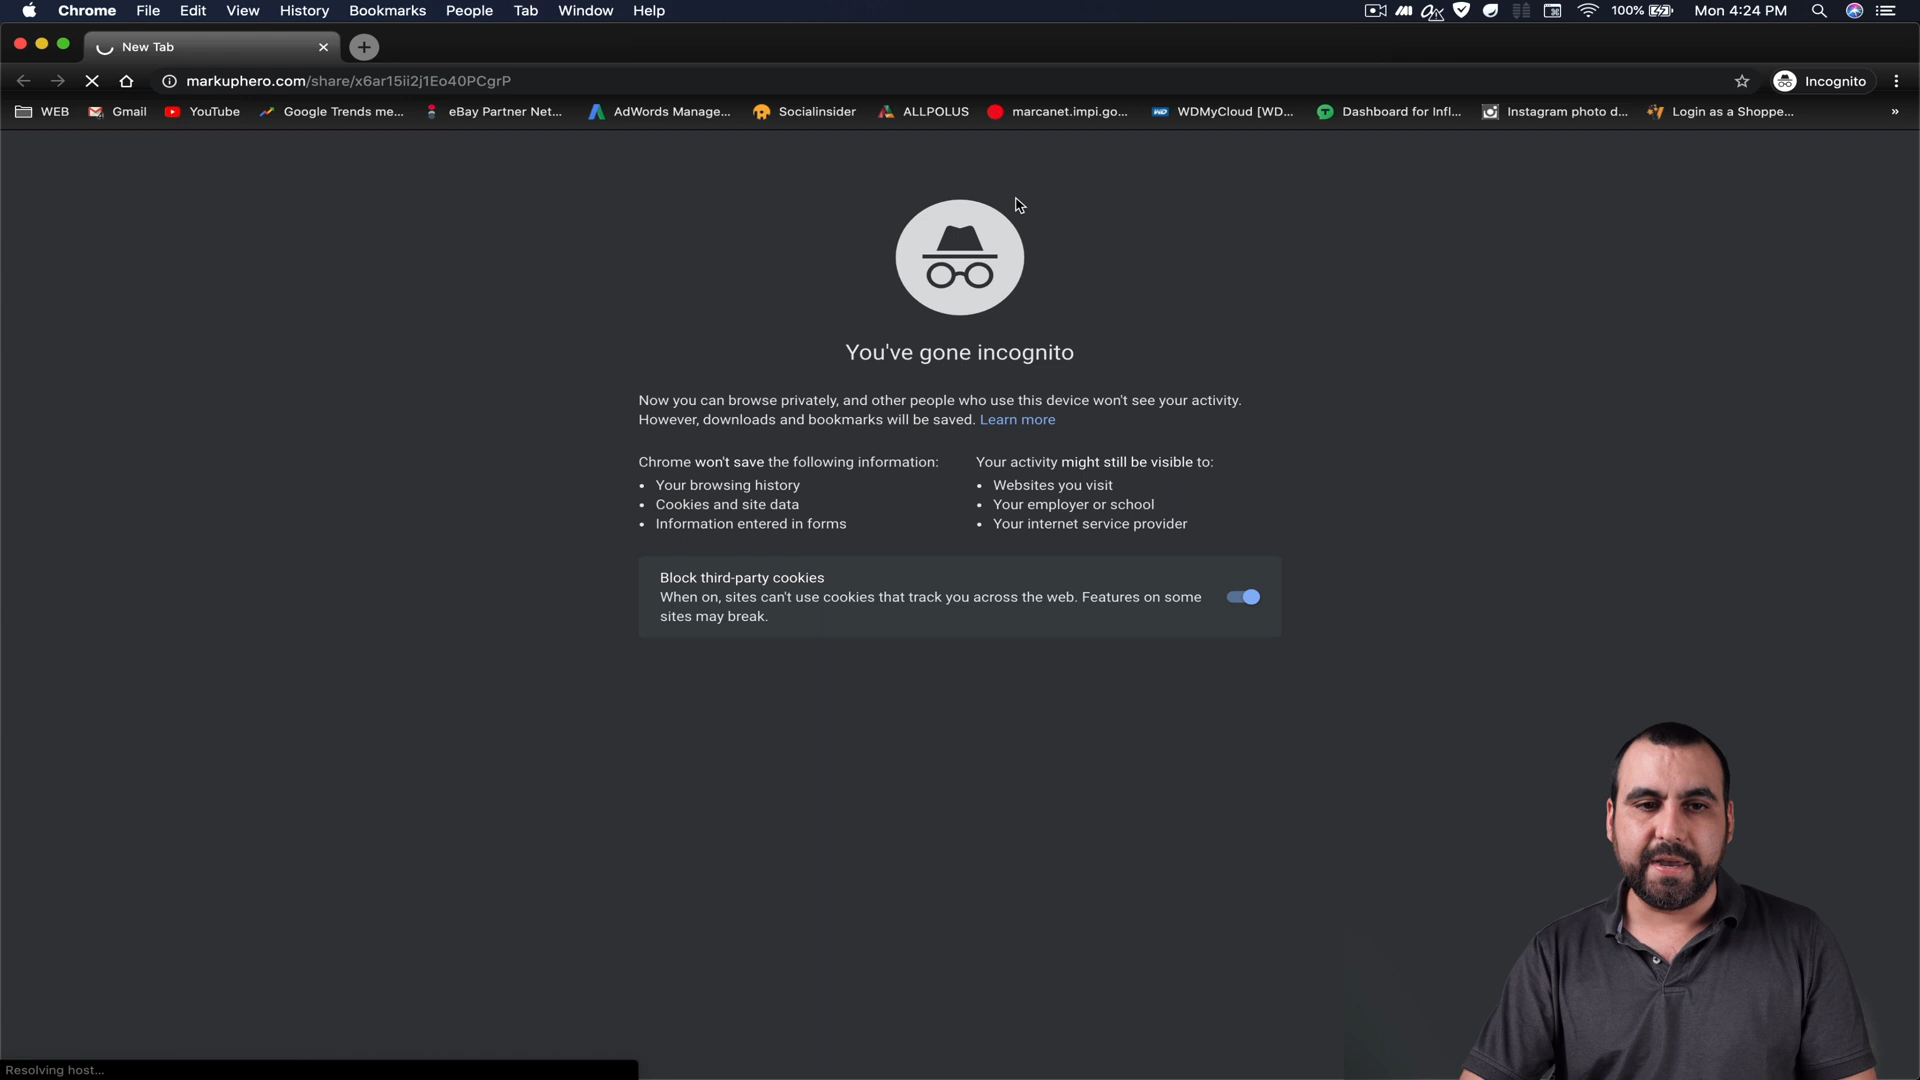 Chrome File Edit View History Bookmarks People Tab Window Help 100% Mon 4:24 PM
New Tab
markuphero.com/share/x6ar15ii2j1Eo40PCgrP Incognito
WEB Gmail YouTube Google Trends me... eBay Partner Net... AdWords Manage... Socialinsider ALLPOLUS marcanet.impi.go... WDMyCloud [WD... Dashboard for Infl... Instagram photo d... Login as a Shoppe... »
You've gone incognito
Now you can browse privately, and other people who use this device won't see your activity.
However, downloads and bookmarks will be saved. Learn more
Chrome won't save the following information:
• Your browsing history
• Cookies and site data
• Information entered in forms
Your activity might still be visible to:
• Websites you visit
• Your employer or school
• Your internet service provider
Block third-party cookies
When on, sites can't use cookies that track you across the web. Features on some
sites may break.
Resolving host...